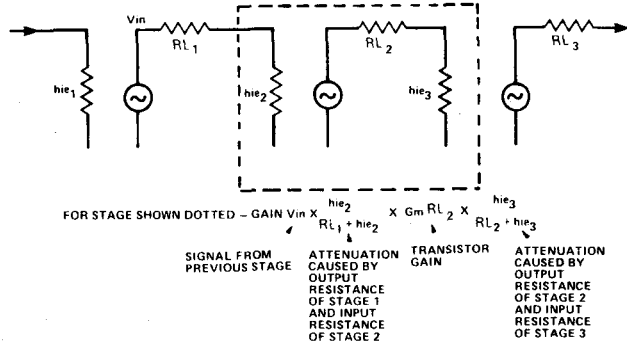 Vin
RL1
RL2
RL3
hie1
hie2
hie3
FOR STAGE SHOWN DOTTED – GAIN Vin X hie2 / RL1 + hie2 X Gm RL2 X hie3 / RL2 + hie3
SIGNAL FROM
PREVIOUS STAGE
ATTENUATION
CAUSED BY
OUTPUT
RESISTANCE
OF STAGE 1
AND INPUT
RESISTANCE
OF STAGE 2
TRANSISTOR
GAIN
ATTENUATION
CAUSED BY
OUTPUT
RESISTANCE
OF STAGE 2
AND INPUT
RESISTANCE
OF STAGE 3